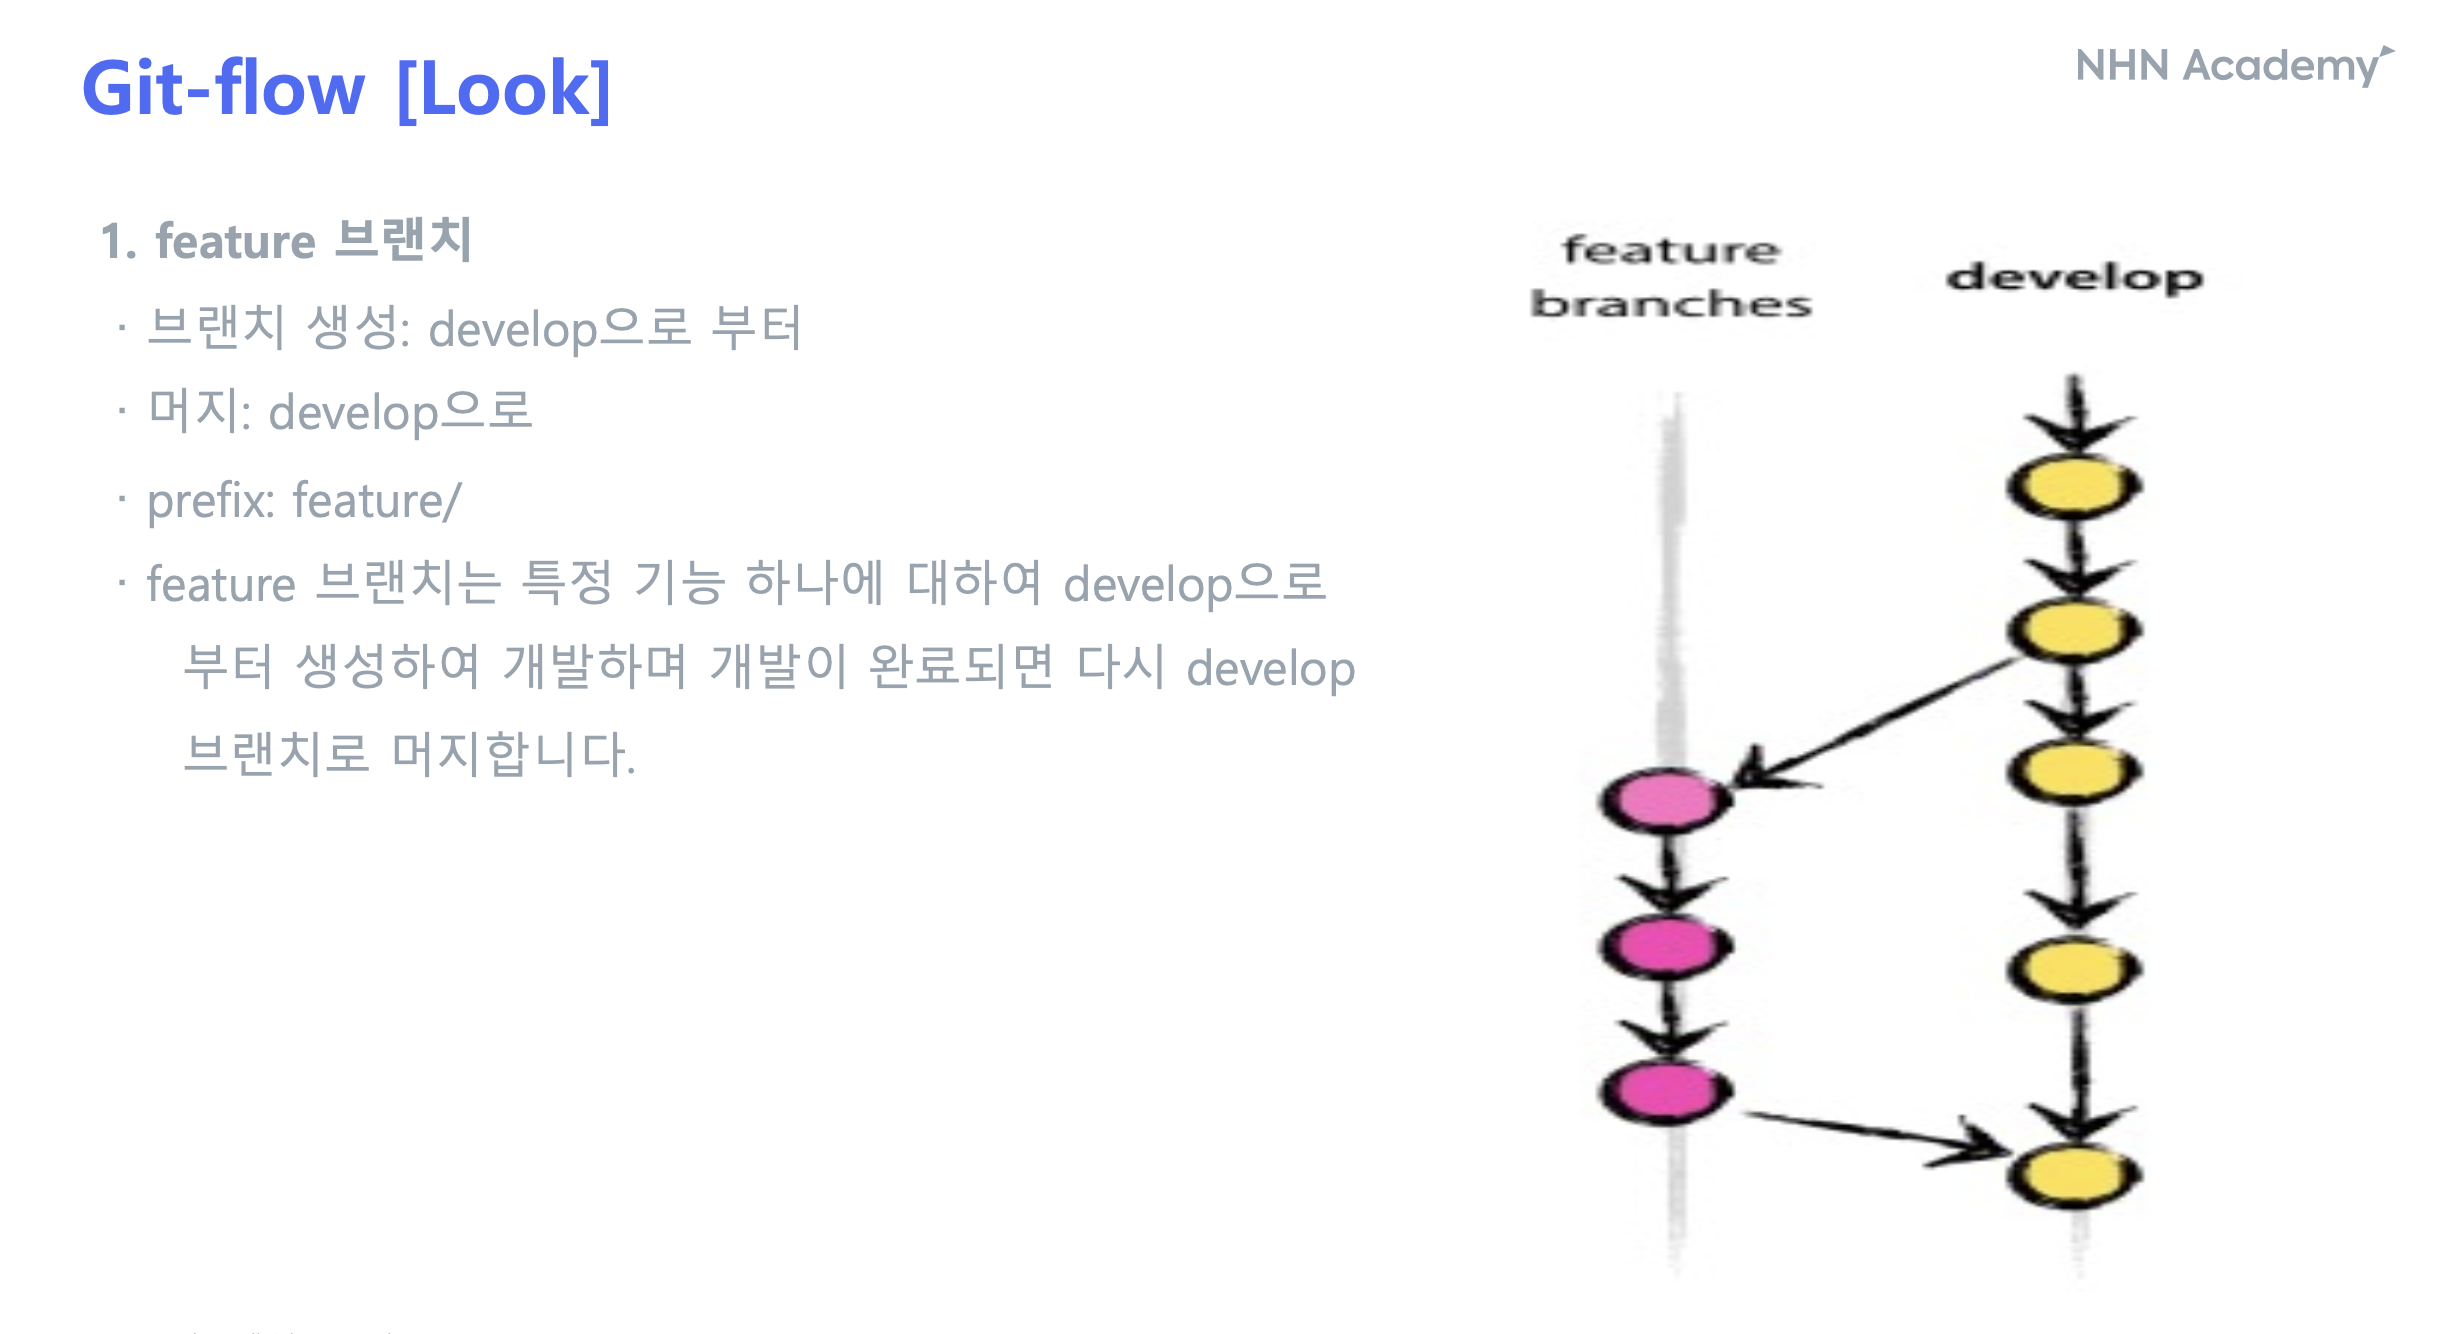 Git-flow [Look]
NHN Academy
1. feature 브랜치
· 브랜치 생성: develop으로 부터
· 머지: develop으로
· prefix: feature/
· feature 브랜치는 특정 기능 하나에 대하여 develop으로
부터 생성하여 개발하며 개발이 완료되면 다시 develop
브랜치로 머지합니다.
feature
branches
develop